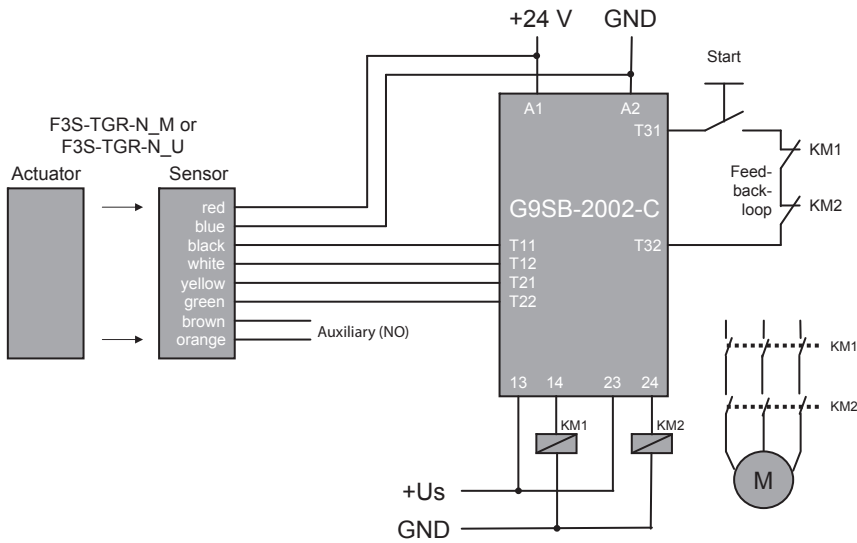 +24 V
GND
Start
A1
A2
T31
F3S-TGR-N_M or
F3S-TGR-N_U
Actuator
Sensor
KM1
Feed-
back-
loop
KM2
red
blue
black
white
yellow
green
brown
orange
G9SB-2002-C
T11
T12
T21
T22
T32
Auxiliary (NO)
13
14
23
24
KM1
KM2
KM1
KM2
M
+Us
GND